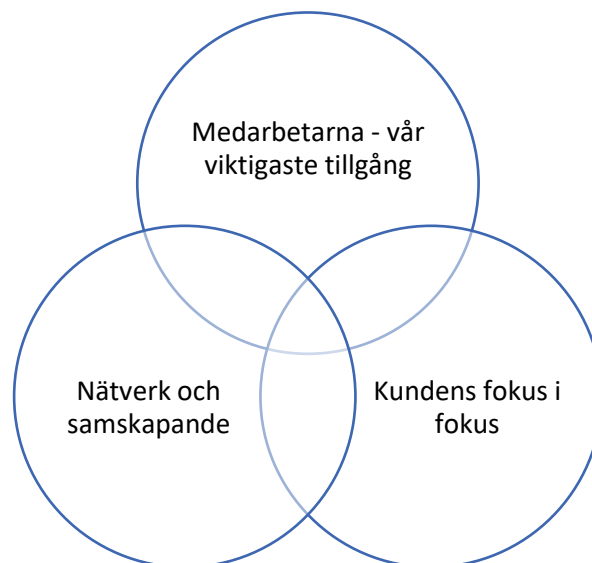 Medarbetarna - vår
viktigaste tillgång
Nätverk och
samskapande
Kundens fokus i
fokus